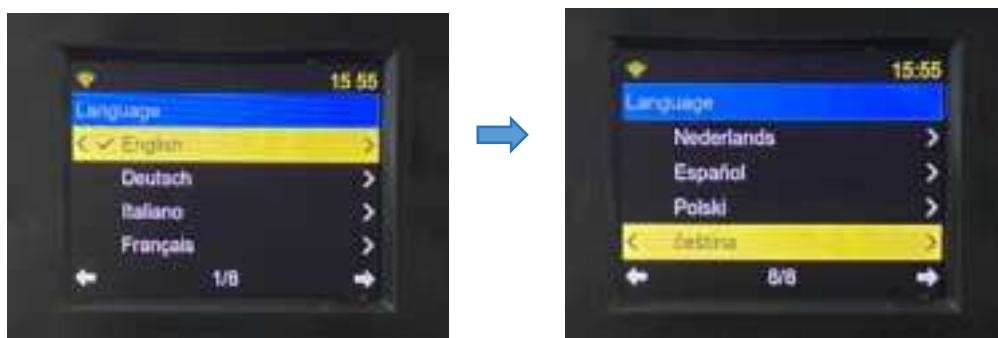 15:55
Language
English
Deutsch
Italiano
Français
1/8
15:55
Language
Nederlands
Español
Polski
čeština
8/8